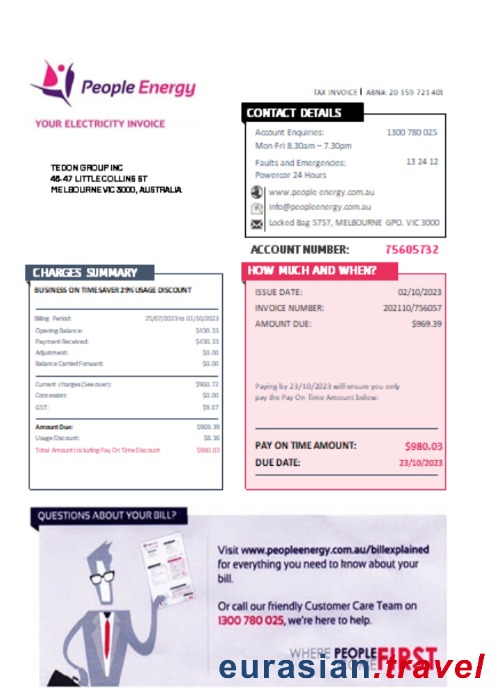 People Energy
TAX INVOICE | ABN#: 20 159 721 401
YOUR ELECTRICITY INVOICE
CONTACT DETAILS
Account Enquiries: 1300 780 025
Mon-Fri 8.30am – 7.30pm
Faults and Emergencies: 13 24 12
Powercor 24 Hours
www.people energy.com.au
info@peopleenergy.com.au
Locked Bag 5757, MELBOURNE GPO. VIC 3000
TEDON GROUP INC
46-47 LITTLE COLLINS ST
MELBOURNE VIC 3000, AUSTRALIA
ACCOUNT NUMBER: 75605732
CHARGES SUMMARY
BUSINESS ON TIME SAVER 29% USAGE DISCOUNT
Billing Period: 25/07/2023 to 01/10/2023
Opening Balance: $430.33
Payment Received: $430.33
Adjustment: $0.00
Balance Carried Forward: $0.00
Current charges (See over): $960.72
Concession: $0.00
GST: $9.67
Amount Due: $969.39
Usage Discount: $8.36
Total Amount Including Pay On Time Discount $980.03
HOW MUCH AND WHEN?
ISSUE DATE: 02/10/2023
INVOICE NUMBER: 202110/756057
AMOUNT DUE: $969.39
Paying by 23/10/2023 will ensure you only
pay the Pay On Time Amount below:
PAY ON TIME AMOUNT: $980.03
DUE DATE: 23/10/2023
QUESTIONS ABOUT YOUR BILL?
Visit www.peopleenergy.com.au/billexplained
for everything you need to know about your
bill.
Or call our friendly Customer Care Team on
1300 780 025, we're here to help.
WHERE PEOPLE FIRST
eurasian.travel